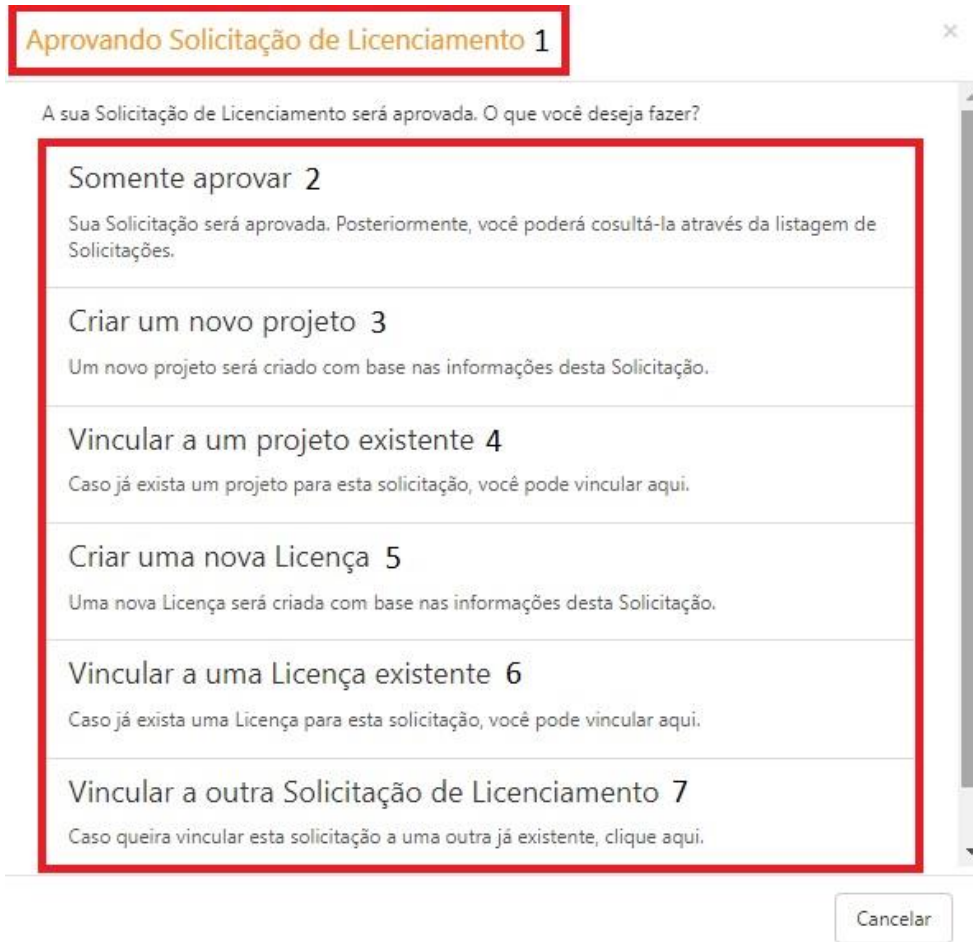 Aprovando Solicitação de Licenciamento 1
×
A sua Solicitação de Licenciamento será aprovada. O que você deseja fazer?
Somente aprovar 2
Sua Solicitação será aprovada. Posteriormente, você poderá cosultá-la através da listagem de
Solicitações.
Criar um novo projeto 3
Um novo projeto será criado com base nas informações desta Solicitação.
Vincular a um projeto existente 4
Caso já exista um projeto para esta solicitação, você pode vincular aqui.
Criar uma nova Licença 5
Uma nova Licença será criada com base nas informações desta Solicitação.
Vincular a uma Licença existente 6
Caso já exista uma Licença para esta solicitação, você pode vincular aqui.
Vincular a outra Solicitação de Licenciamento 7
Caso queira vincular esta solicitação a uma outra já existente, clique aqui.
Cancelar